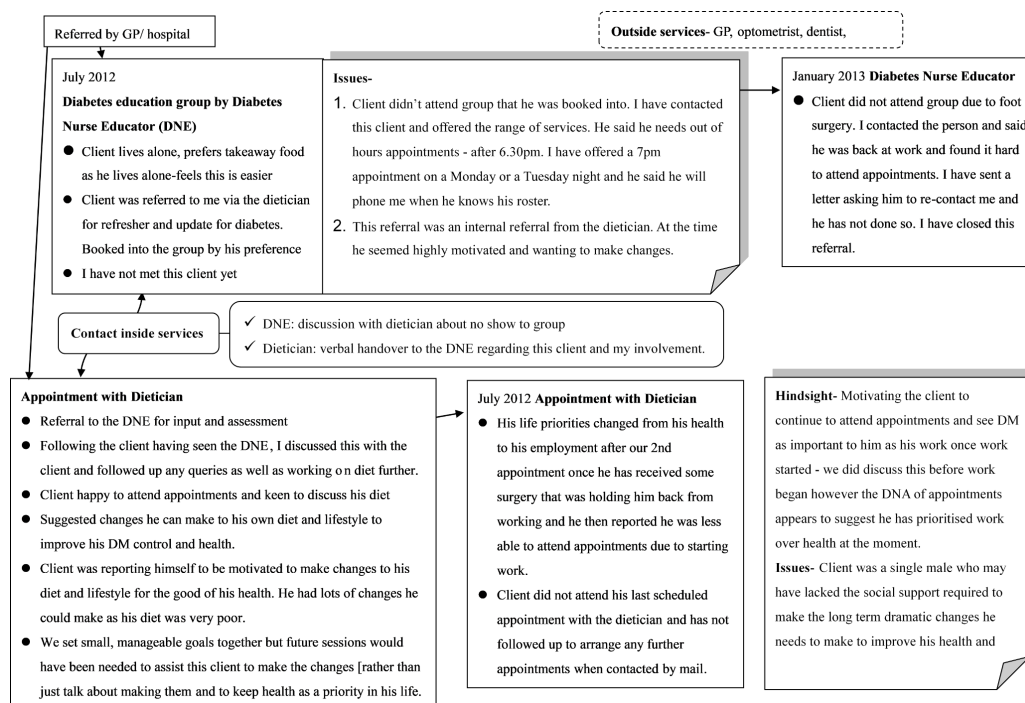 Referred by GP/ hospital
Outside services- GP, optometrist, dentist,
July 2012
Diabetes education group by Diabetes
Nurse Educator (DNE)
● Client lives alone, prefers takeaway food
as he lives alone-feels this is easier
● Client was referred to me via the dietician
for refresher and update for diabetes.
Booked into the group by his preference
● I have not met this client yet
Issues-
1. Client didn't attend group that he was booked into. I have contacted
this client and offered the range of services. He said he needs out of
hours appointments - after 6.30pm. I have offered a 7pm
appointment on a Monday or a Tuesday night and he said he will
phone me when he knows his roster.
2. This referral was an internal referral from the dietician. At the time
he seemed highly motivated and wanting to make changes.
January 2013 Diabetes Nurse Educator
● Client did not attend group due to foot
surgery. I contacted the person and said
he was back at work and found it hard
to attend appointments. I have sent a
letter asking him to re-contact me and
he has not done so. I have closed this
referral.
Contact inside services
✓ DNE: discussion with dietician about no show to group
✓ Dietician: verbal handover to the DNE regarding this client and my involvement.
Appointment with Dietician
● Referral to the DNE for input and assessment
● Following the client having seen the DNE, I discussed this with the
client and followed up any queries as well as working on diet further.
● Client happy to attend appointments and keen to discuss his diet
● Suggested changes he can make to his own diet and lifestyle to
improve his DM control and health.
● Client was reporting himself to be motivated to make changes to his
diet and lifestyle for the good of his health. He had lots of changes he
could make as his diet was very poor.
● We set small, manageable goals together but future sessions would
have been needed to assist this client to make the changes [rather than
just talk about making them and to keep health as a priority in his life.
July 2012 Appointment with Dietician
● His life priorities changed from his health
to his employment after our 2nd
appointment once he has received some
surgery that was holding him back from
working and he then reported he was less
able to attend appointments due to starting
work.
● Client did not attend his last scheduled
appointment with the dietician and has not
followed up to arrange any further
appointments when contacted by mail.
Hindsight- Motivating the client to
continue to attend appointments and see DM
as important to him as his work once work
started - we did discuss this before work
began however the DNA of appointments
appears to suggest he has prioritised work
over health at the moment.
Issues- Client was a single male who may
have lacked the social support required to
make the long term dramatic changes he
needs to make to improve his health and